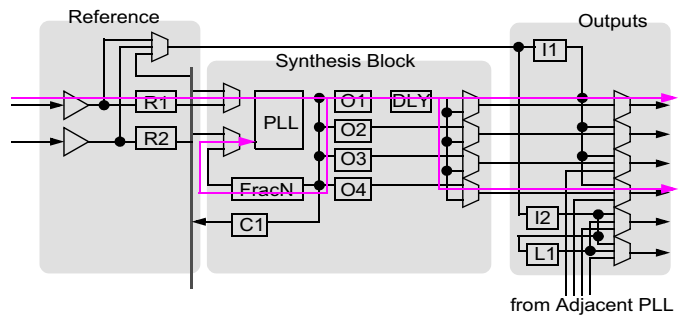 Reference
Outputs
Synthesis Block
I1
R1
O1
DLY
PLL
O2
R2
O3
FracN
O4
C1
I2
L1
from Adjacent PLL